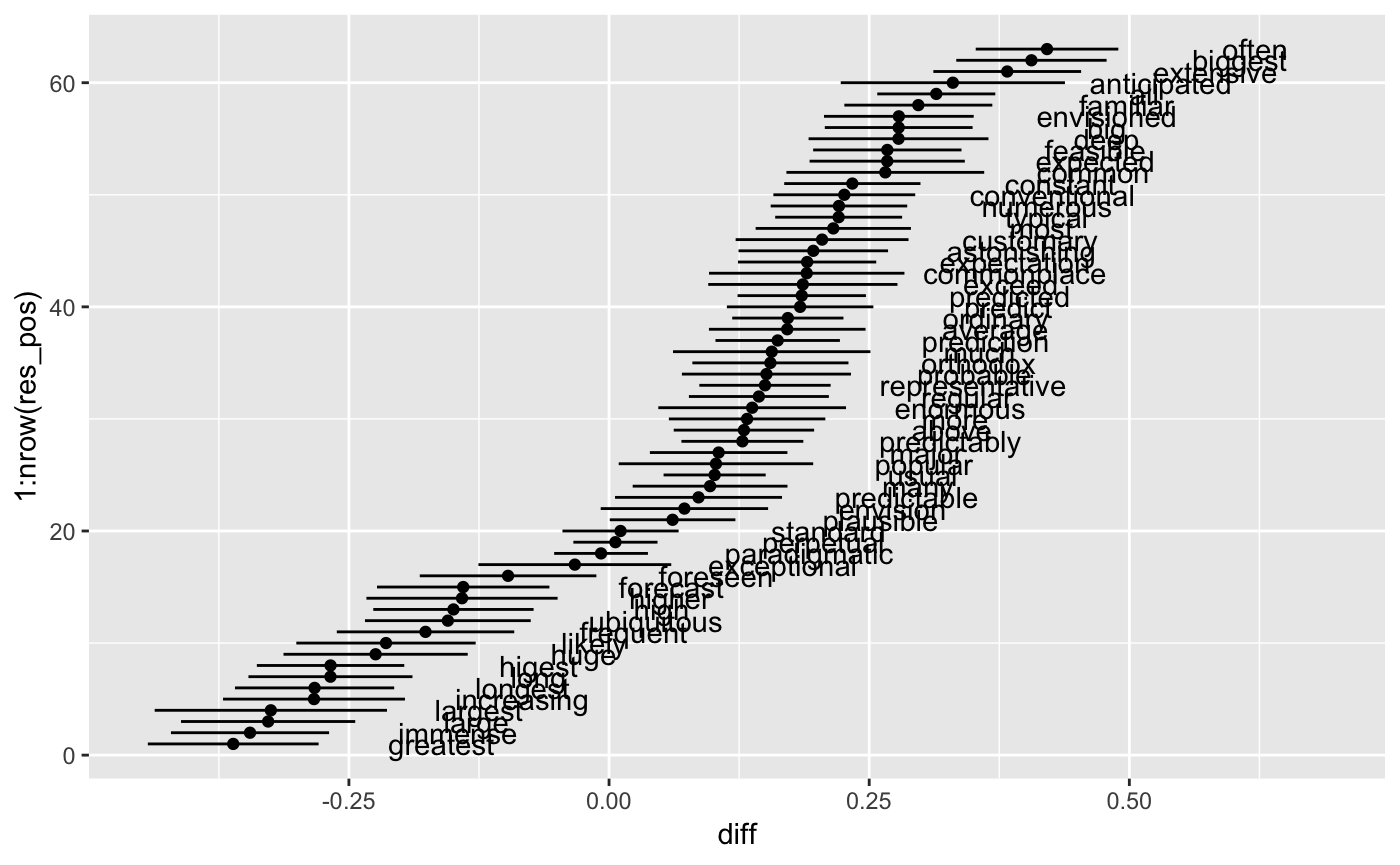 often
biggest
extensive
anticipated
all
familiar
envisioned
big
deep
feasible
expected
common
constant
conventional
numerous
typical
most
customary
astonishing
expectation
commonplace
exceed
predicted
predict
ordinary
average
prediction
much
orthodox
probable
representative
regular
enormous
more
above
predictably
major
popular
usual
many
predictable
envision
plausible
standard
perpetual
paradigmatic
exceptional
foreseen
forecast
higher
high
ubiquitous
frequent
likely
huge
higest
long
longest
increasing
largest
large
immense
greatest
60
40
20
0
1:nrow(res_pos)
-0.25
0.00
0.25
0.50
diff